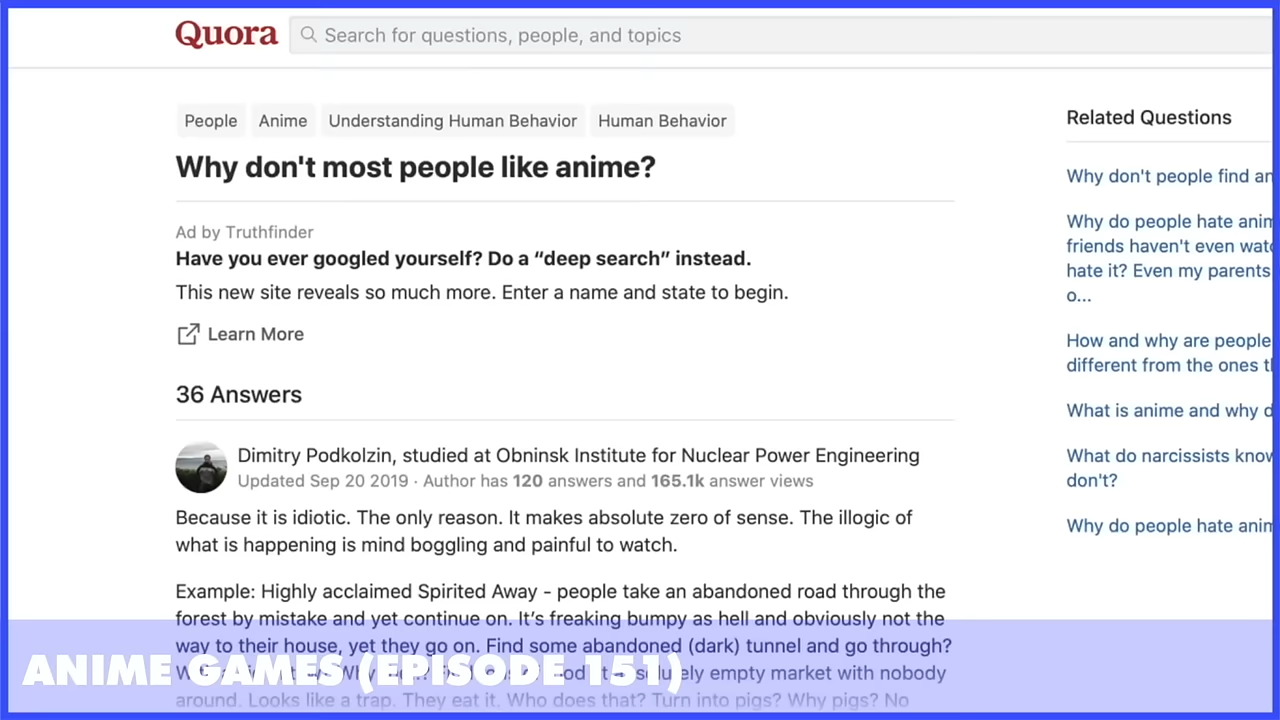 Quora
Search for questions, people, and topics
People Anime Understanding Human Behavior Human Behavior
Why don't most people like anime?
Ad by Truthfinder
Have you ever googled yourself? Do a “deep search” instead.
This new site reveals so much more. Enter a name and state to begin.
Learn More
36 Answers
Dimitry Podkolzin, studied at Obninsk Institute for Nuclear Power Engineering
Updated Sep 20 2019 · Author has 120 answers and 165.1k answer views
Because it is idiotic. The only reason. It makes absolute zero of sense. The illogic of
what is happening is mind boggling and painful to watch.
Example: Highly acclaimed Spirited Away - people take an abandoned road through the
forest by mistake and yet continue on. It’s freaking bumpy as hell and obviously not the
way to their house, yet they go on. Find some abandoned (dark) tunnel and go through?
empty market with nobody
around. Looks like a trap. They eat it. Who does that? Turn into pigs? Why pigs? No
ANIME GAMES (EPISODE 151)
Related Questions
Why don't people find
Why do people hate
friends haven't even
hate it? Even my parents
o...
How and why are people
different from the ones
What is anime and why
What do narcissists
don't?
Why do people hate